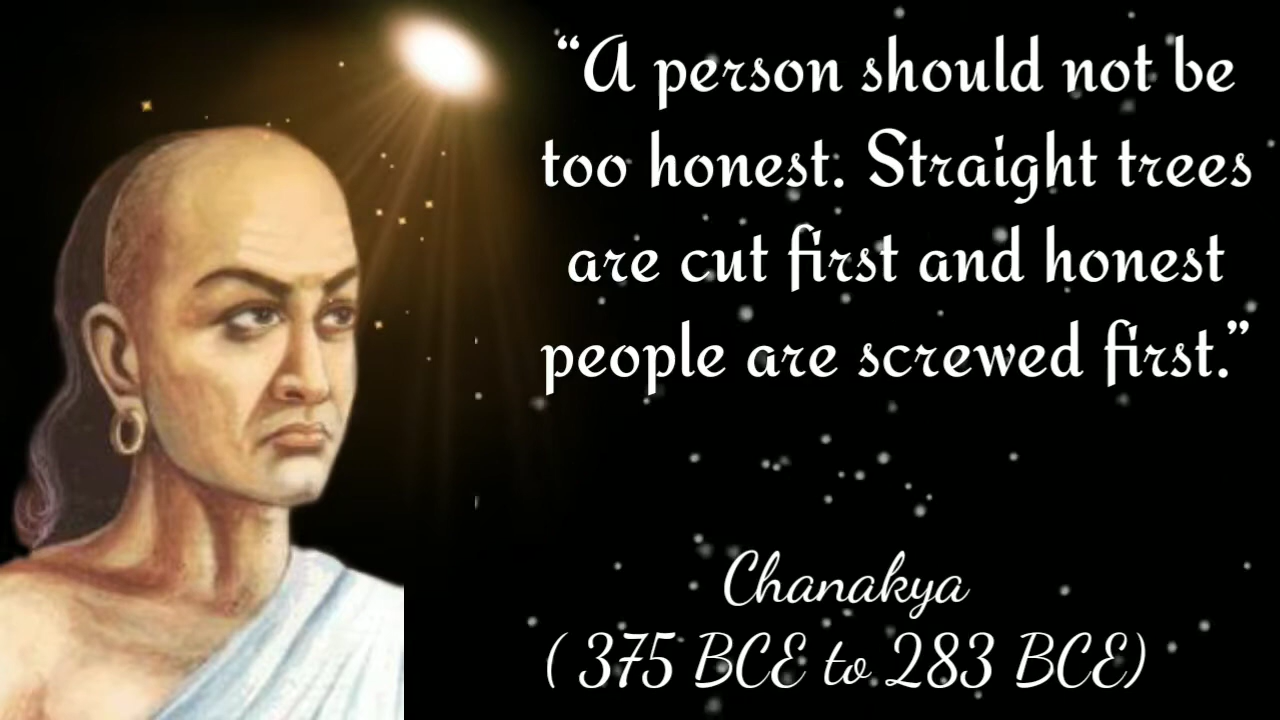 “A person should not be
too honest. Straight trees
are cut first and honest
people are screwed first.”
Chanakya
( 375 BCE to 283 BCE)